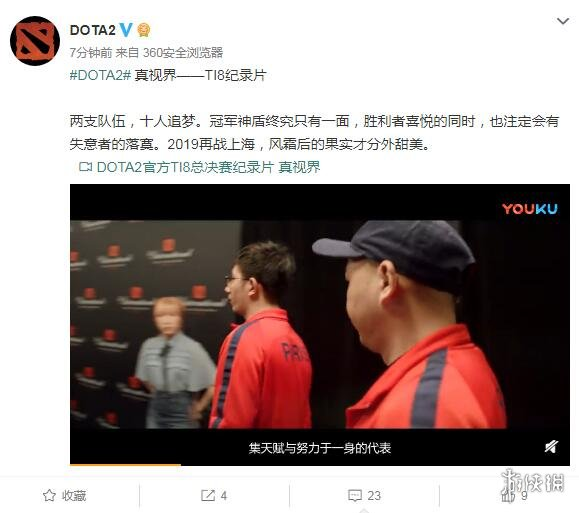 DOTA2
7分钟前 来自 360安全浏览器
#DOTA2# 真视界——TI8纪录片
两支队伍，十人追梦。冠军神盾终究只有一面，胜利者喜悦的同时，也注定会有
失意者的落寞。2019再战上海，风霜后的果实才分外甜美。
DOTA2官方TI8总决赛纪录片 真视界
YOUKU
集天赋与努力于一身的代表
收藏
4
23
9
游侠网